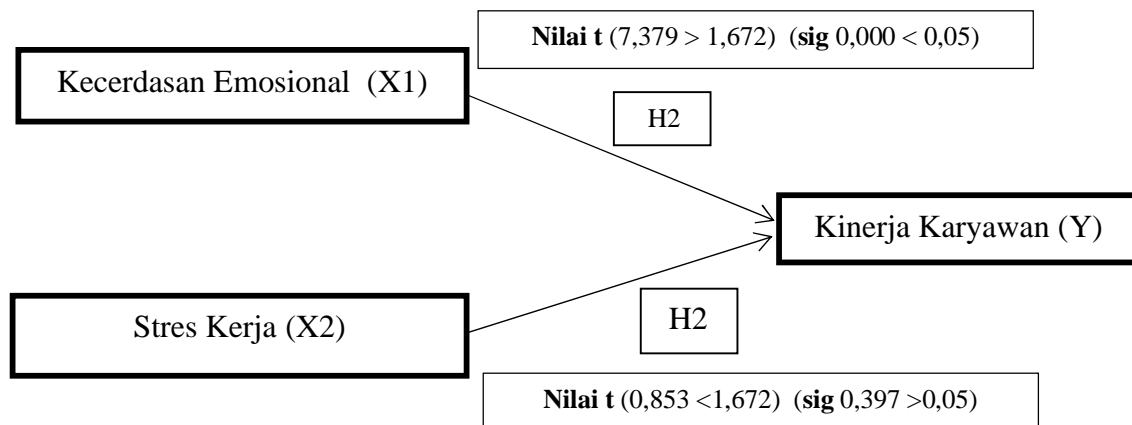 Nilai t (7,379 > 1,672) (sig 0,000 < 0,05)
Kecerdasan Emosional (X1)
H2
Kinerja Karyawan (Y)
H2
Stres Kerja (X2)
Nilai t (0,853 <1,672) (sig 0,397 >0,05)